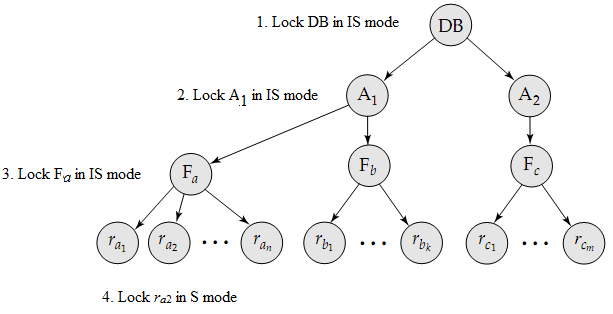 1. Lock DB in IS mode
DB
2. Lock A1 in IS mode
A1
A2
3. Lock Fa in IS mode
Fa
Fb
Fc
ra1
ra2
...
ran
rb1
...
rbk
rc1
...
rcm
4. Lock ra2 in S mode